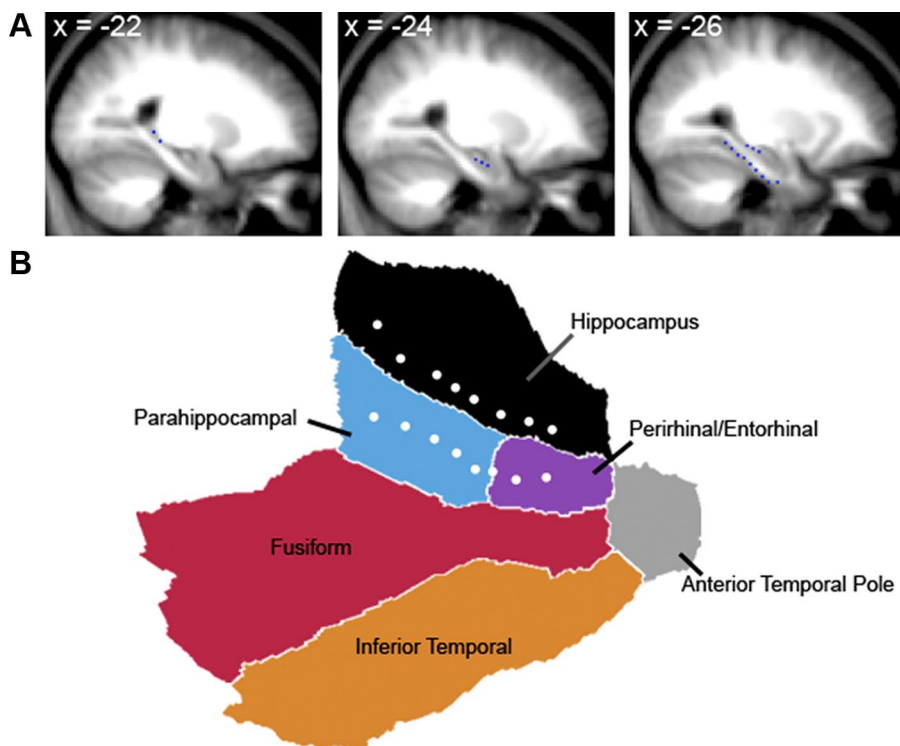 A
x = -22
x = -24
x = -26
B
Hippocampus
Parahippocampal
Perirhinal/Entorhinal
Fusiform
Anterior Temporal Pole
Inferior Temporal